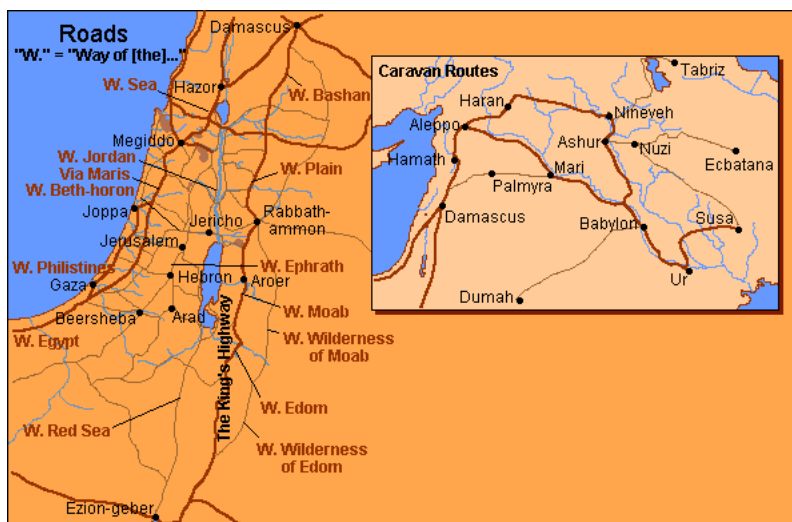 Roads
"W." = "Way of [the]..."
Damascus
W. Sea
Hazor
W. Bashan
Megiddo
W. Jordan
Via Maris
W. Beth-horon
W. Plain
Joppa
Jericho
Rabbath-
ammon
Jerusalem
W. Philistines
W. Ephrath
Gaza
Hebron
Aroer
Beersheba
Arad
W. Moab
W. Egypt
W. Wilderness
of Moab
The King's Highway
W. Edom
W. Red Sea
W. Wilderness
of Edom
Ezion-geber
Caravan Routes
Tabriz
Haran
Nineveh
Aleppo
Ashur
Nuzi
Hamath
Mari
Ecbatana
Palmyra
Damascus
Babylon
Susa
Ur
Dumah